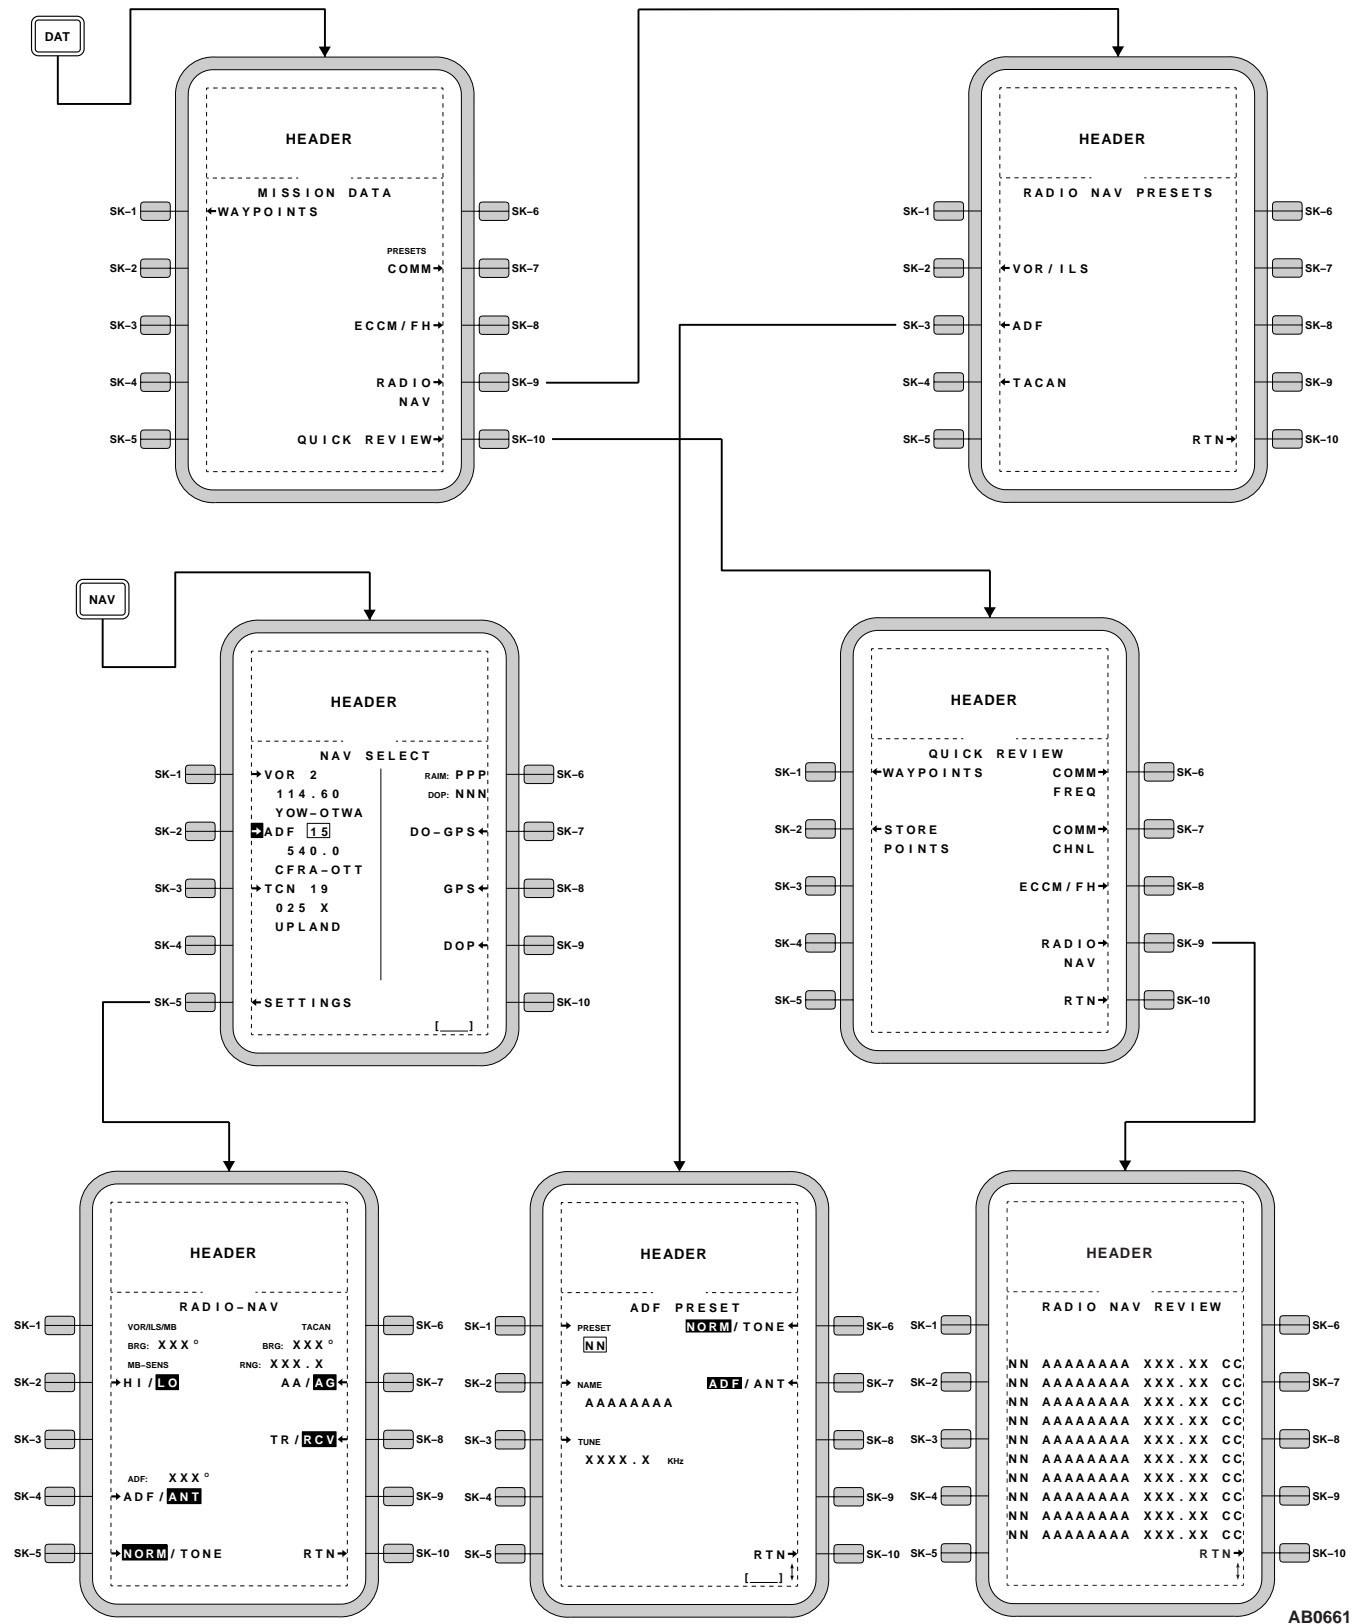 DAT
HEADER
MISSION DATA
SK–1 ←WAYPOINTS SK–6
PRESETS
SK–2 COMM→ SK–7
SK–3 ECCM/FH→ SK–8
SK–4 RADIO→ SK–9
NAV
SK–5 QUICK REVIEW→ SK–10
HEADER
RADIO NAV PRESETS
SK–1 SK–6
SK–2 ←VOR/ILS SK–7
SK–3 ←ADF SK–8
SK–4 ←TACAN SK–9
SK–5 RTN→ SK–10
NAV
HEADER
NAV SELECT
SK–1 →VOR 2 RAIM: PPP SK–6
114.60 DOP: NNN
YOW–OTWA
SK–2 →ADF 15 DO–GPS← SK–7
540.0
CFRA–OTT
SK–3 →TCN 19 GPS← SK–8
025 X
UPLAND
SK–4 DOP← SK–9
SK–5 ←SETTINGS SK–10
[____]
HEADER
QUICK REVIEW
SK–1 ←WAYPOINTS COMM→ SK–6
FREQ
SK–2 ←STORE COMM→ SK–7
POINTS CHNL
SK–3 ECCM/FH→ SK–8
SK–4 RADIO→ SK–9
NAV
SK–5 RTN→ SK–10
HEADER
RADIO–NAV
SK–1 VOR/ILS/MB TACAN SK–6
BRG: XXX° BRG: XXX°
MB–SENS RNG: XXX.X
SK–2 →HI/LO AA/AG← SK–7
SK–3 TR/RCV← SK–8
ADF: XXX°
SK–4 →ADF/ANT SK–9
SK–5 →NORM/TONE RTN→ SK–10
HEADER
ADF PRESET
SK–1 → PRESET NORM/TONE← SK–6
NN
SK–2 → NAME ADF/ANT← SK–7
AAAAAAAA
SK–3 → TUNE SK–8
XXXX.X KHz
SK–4 SK–9
SK–5 RTN→ SK–10
[____]
HEADER
RADIO NAV REVIEW
SK–1 SK–6
NN AAAAAAAA XXX.XX CC
SK–2 NN AAAAAAAA XXX.XX CC SK–7
NN AAAAAAAA XXX.XX CC
NN AAAAAAAA XXX.XX CC
SK–3 NN AAAAAAAA XXX.XX CC SK–8
NN AAAAAAAA XXX.XX CC
NN AAAAAAAA XXX.XX CC
SK–4 NN AAAAAAAA XXX.XX CC SK–9
NN AAAAAAAA XXX.XX CC
NN AAAAAAAA XXX.XX CC
SK–5 RTN→ SK–10
AB0661